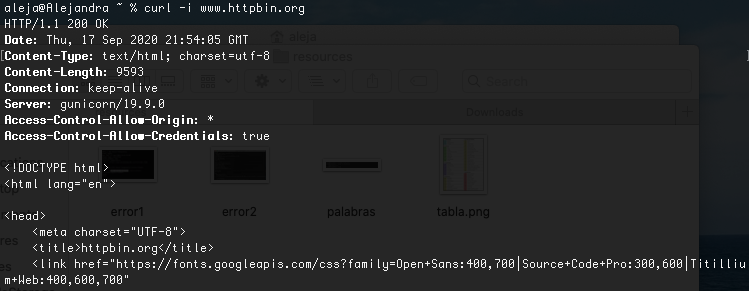 aleja@Alejandra ~ % curl -i www.httpbin.org
HTTP/1.1 200 OK
Date: Thu, 17 Sep 2020 21:54:05 GMT
Content-Type: text/html; charset=utf-8
Content-Length: 9593
Connection: keep-alive
Server: gunicorn/19.9.0
Access-Control-Allow-Origin: *
Access-Control-Allow-Credentials: true
<!DOCTYPE html>
<html lang="en">
<head>
<meta charset="UTF-8">
<title>httpbin.org</title>
<link href="https://fonts.googleapis.com/css?family=Open+Sans:400,700|Source+Code+Pro:300,600|Titilliu
m+Web:400,600,700"
aleja
resources
Search
Downloads
error1
error2
palabras
tabla.png